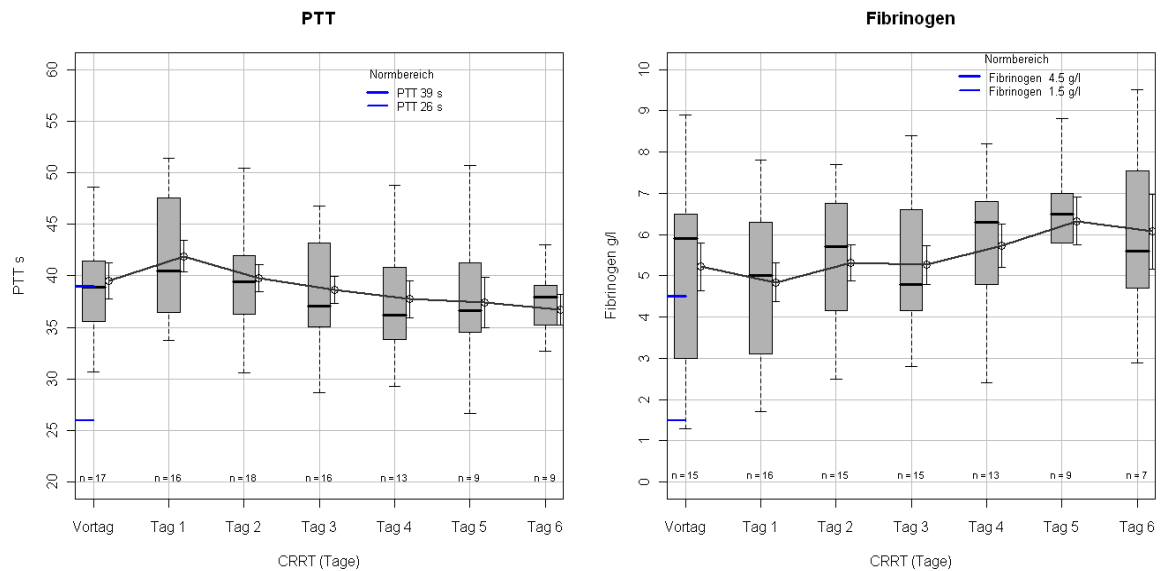 PTT
PTT s
60
55
50
45
40
35
30
25
20
Normbereich
PTT 39 s
PTT 26 s
n = 17 n = 16 n = 18 n = 16 n = 13 n = 9 n = 9
Vortag Tag 1 Tag 2 Tag 3 Tag 4 Tag 5 Tag 6
CRRT (Tage)
Fibrinogen
Fibrinogen g/l
10
9
8
7
6
5
4
3
2
1
0
Normbereich
Fibrinogen 4.5 g/l
Fibrinogen 1.5 g/l
n = 15 n = 16 n = 15 n = 15 n = 13 n = 9 n = 7
Vortag Tag 1 Tag 2 Tag 3 Tag 4 Tag 5 Tag 6
CRRT (Tage)